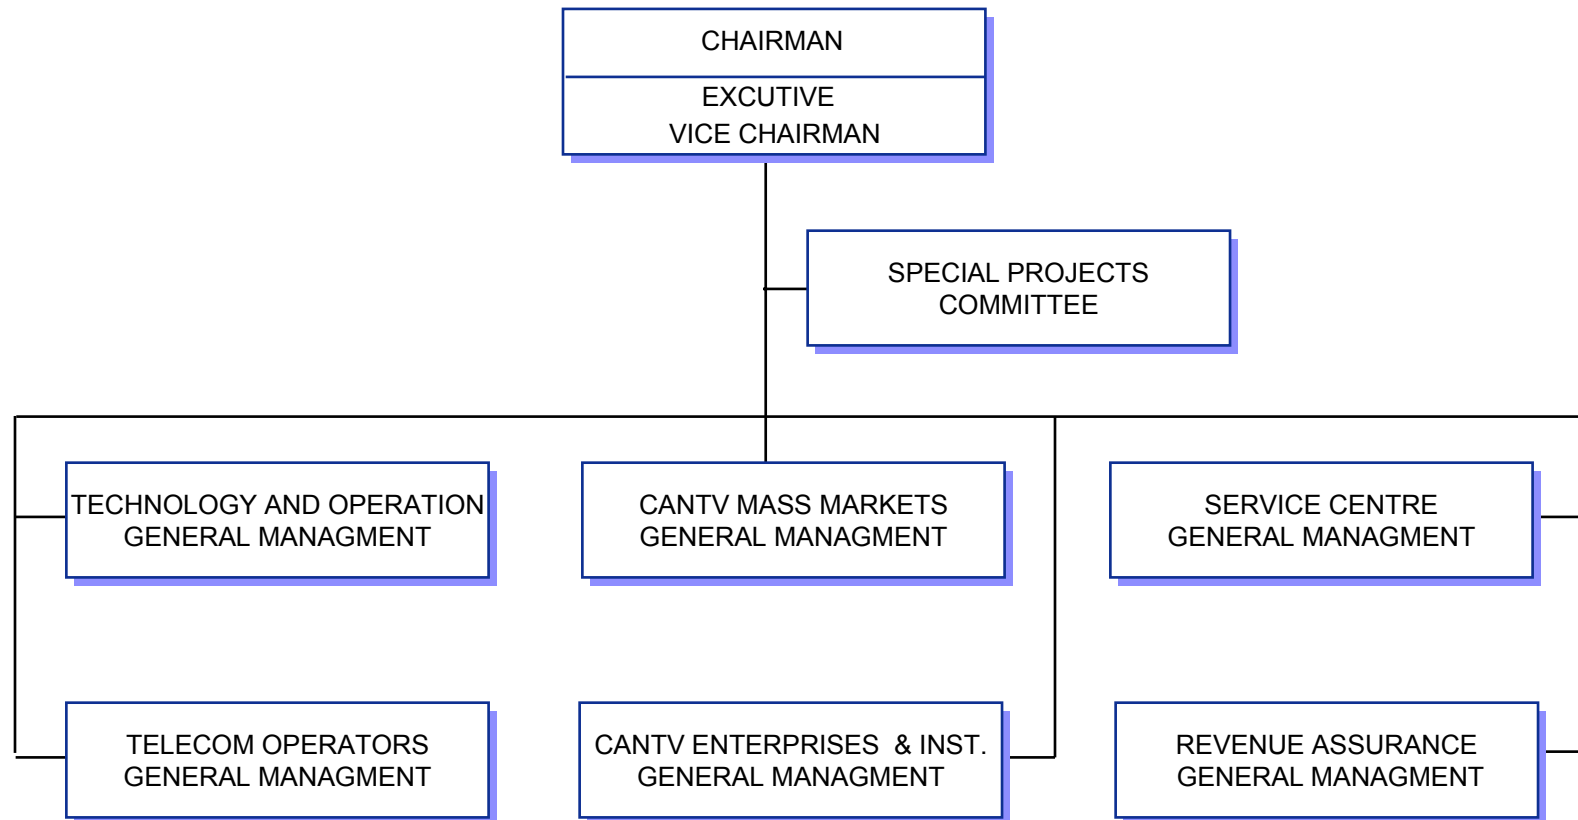 CHAIRMAN
EXCUTIVE
VICE CHAIRMAN
SPECIAL PROJECTS
COMMITTEE
TECHNOLOGY AND OPERATION
GENERAL MANAGMENT
CANTV MASS MARKETS
GENERAL MANAGMENT
SERVICE CENTRE
GENERAL MANAGMENT
TELECOM OPERATORS
GENERAL MANAGMENT
CANTV ENTERPRISES & INST.
GENERAL MANAGMENT
REVENUE ASSURANCE
GENERAL MANAGMENT